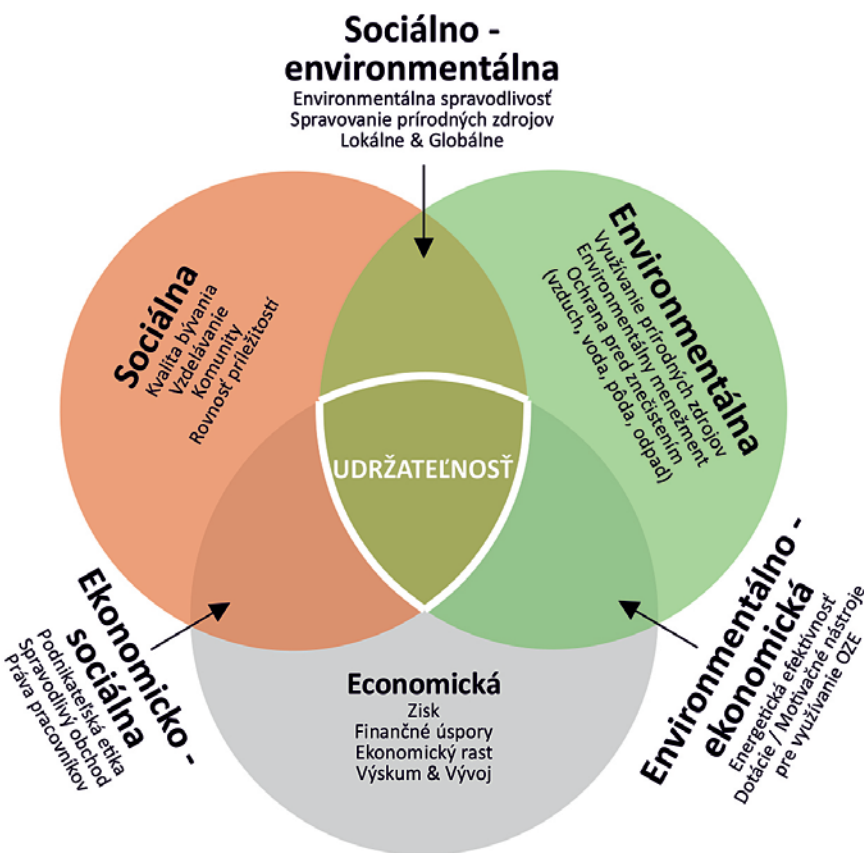 Sociálno -
environmentálna
Environmentálna spravodlivosť
Spravovanie prírodných zdrojov
Lokálne & Globálne
Sociálna
Kvalita bývania
Vzdelávanie
Komunity
Rovnosť príležitostí
Environmentálna
Využívanie prírodných zdrojov
Environmentálny menežment
Ochrana pred znečistením
(vzduch, voda, pôda, odpad)
UDRŽATEĽNOSŤ
Ekonomicko -
sociálna
Podnikateľská etika
Spravodlivý obchod
Práva pracovníkov
Economická
Zisk
Finančné úspory
Ekonomický rast
Výskum & Vývoj
Environmentálno -
ekonomická
Energetická efektívnosť
Dotácie / Motivačné nástroje
pre využívanie OZE